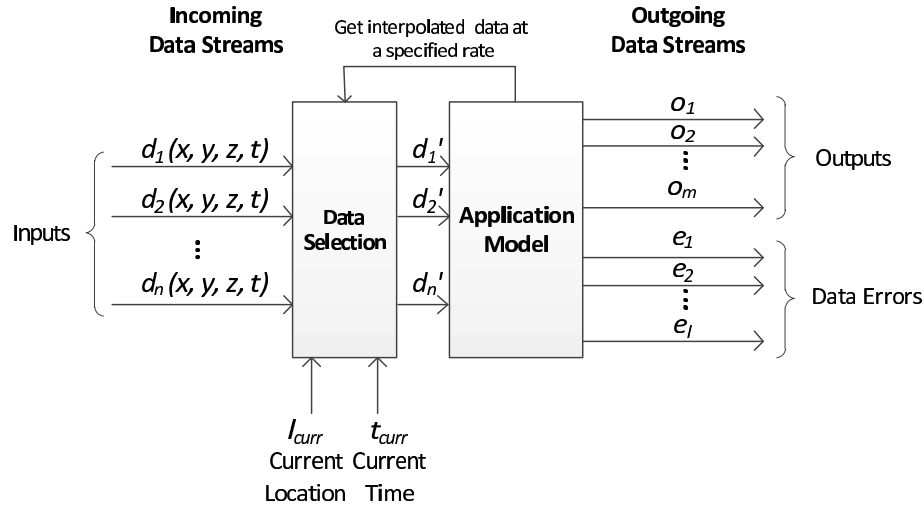 Incoming
Data Streams
Get interpolated data at
a specified rate
Outgoing
Data Streams
Inputs
d1(x, y, z, t)
d2(x, y, z, t)
⋮
dn(x, y, z, t)
Data
Selection
d1'
d2'
dn'
Application
Model
o1
o2
⋮
om
Outputs
e1
e2
⋮
el
Data Errors
lcurr
Current
Location
tcurr
Current
Time